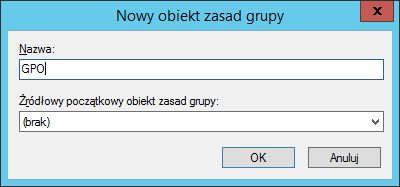 Nowy obiekt zasad grupy
x
Nazwa:
GPO
Źródłowy początkowy obiekt zasad grupy:
(brak)
OK Anuluj